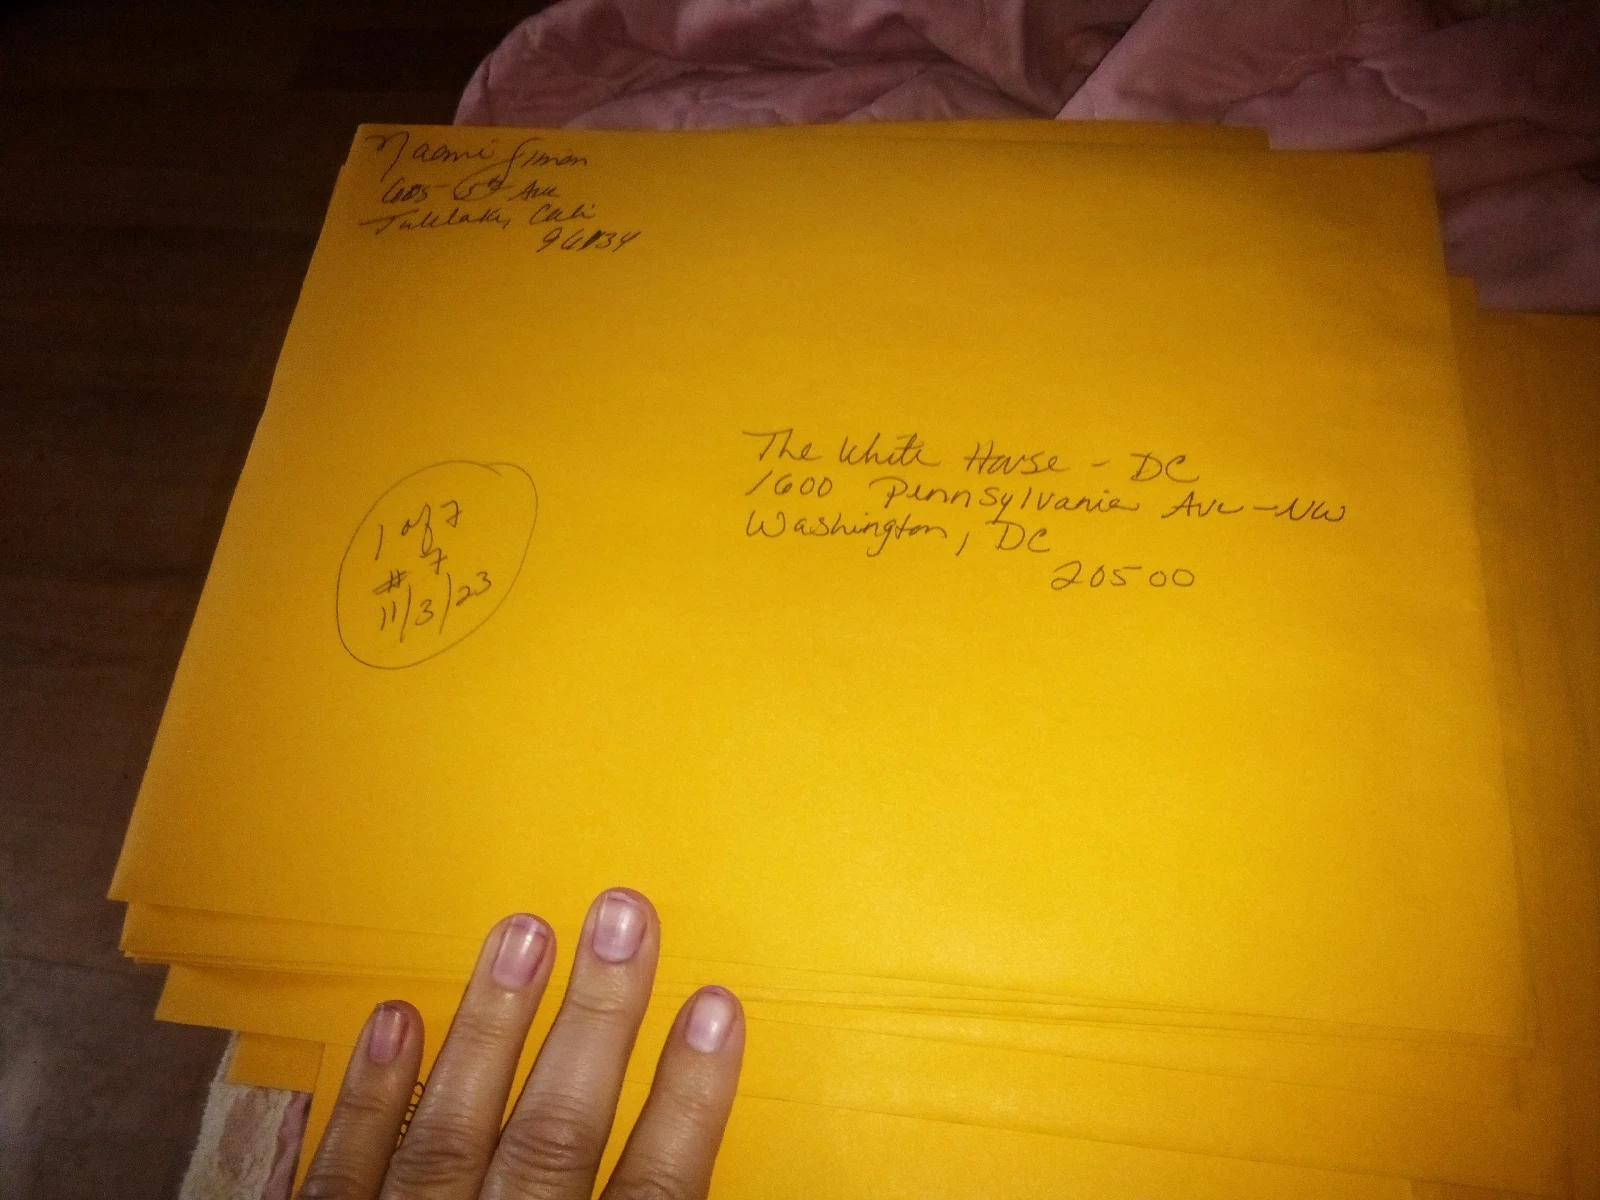 Naomi Simon
605 5th Ave
Tulelake, Cali
96134
The White House - DC
1600 Pennsylvania Ave - NW
Washington, DC
20500
1 of 7
# 7
11/3/23